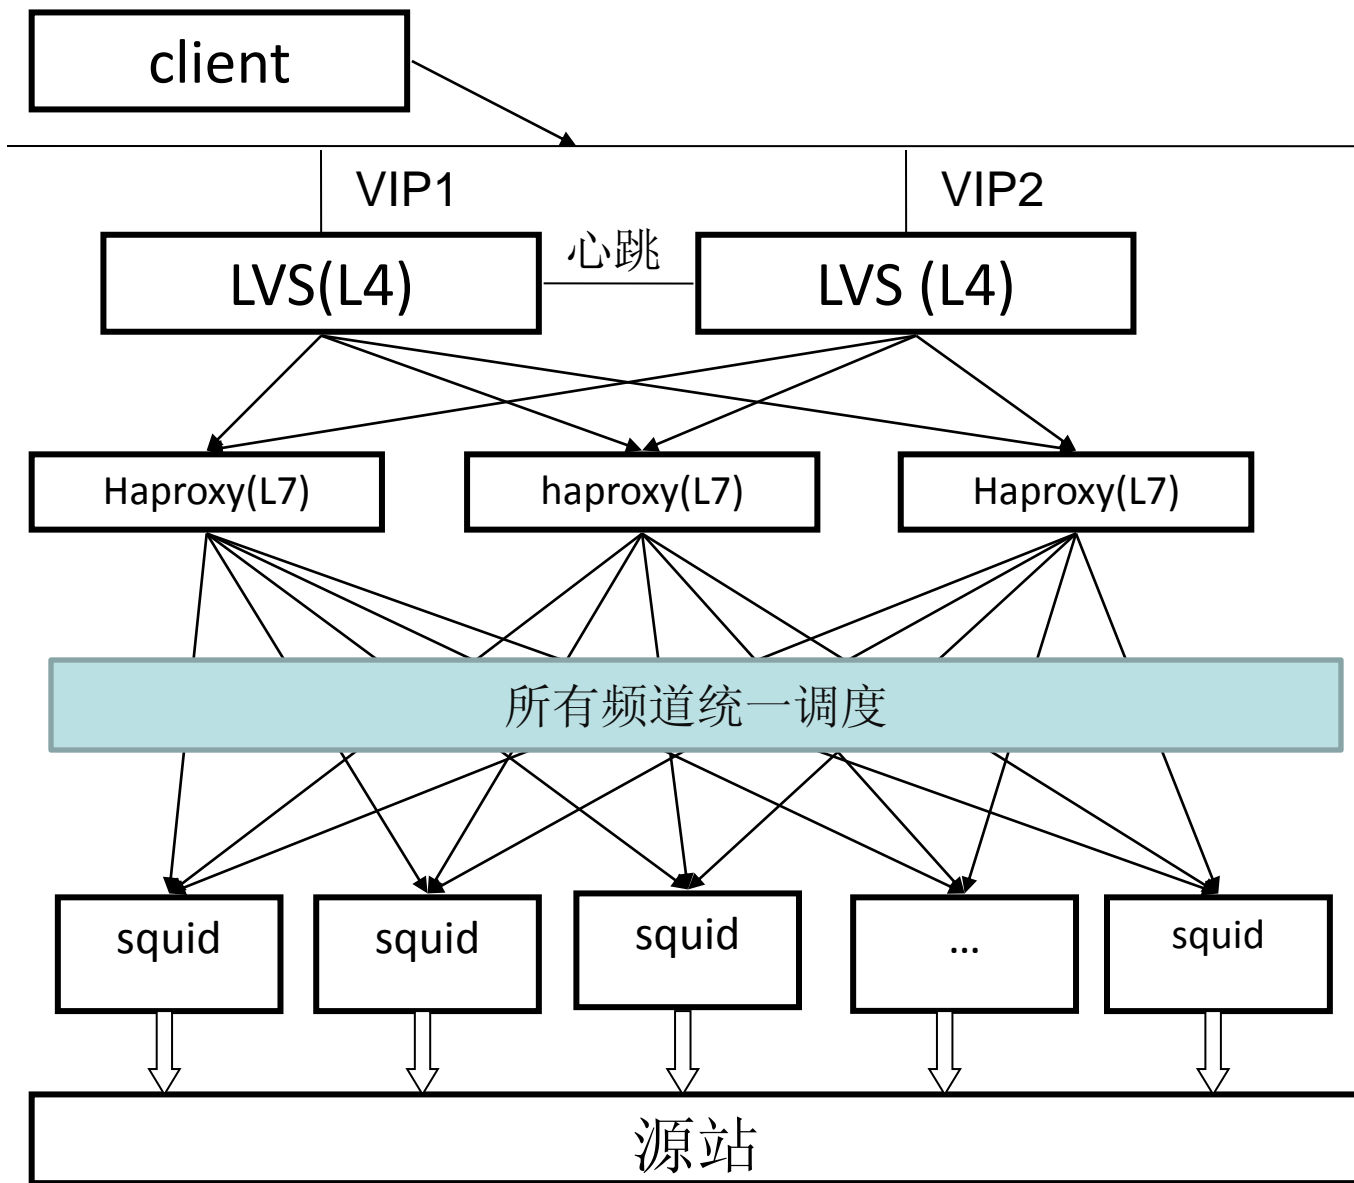 client
VIP1
VIP2
LVS(L4)
心跳
LVS (L4)
Haproxy(L7)
haproxy(L7)
Haproxy(L7)
所有频道统一调度
squid
squid
squid
...
squid
源站